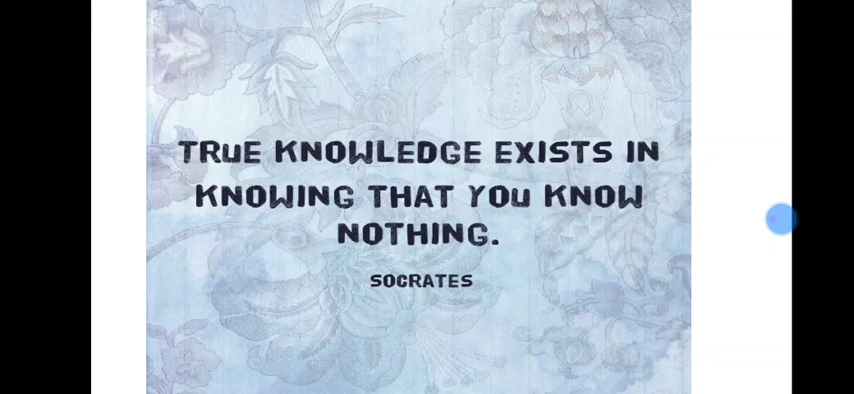 TRUE KNOWLEDGE EXISTS IN
KNOWING THAT YOU KNOW
NOTHING.
SOCRATES